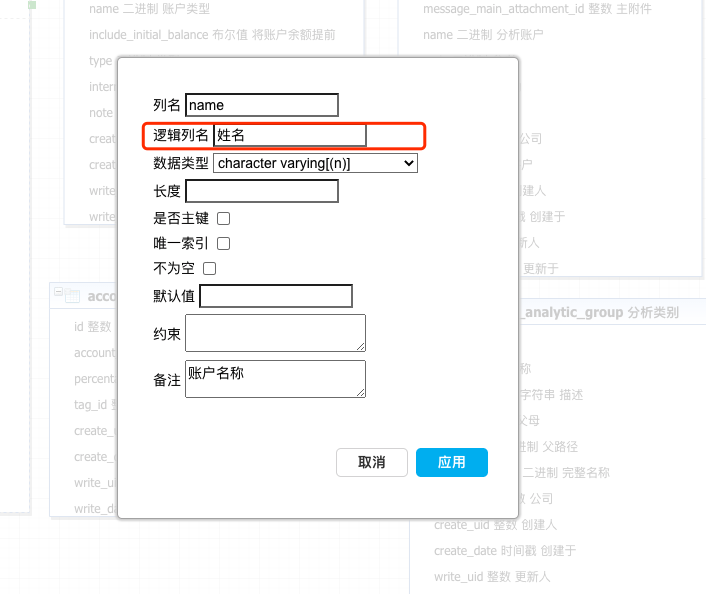 name 二进制 账户类型
include_initial_balance 布尔值 将账户余额提前
type
inter
note
creat
creat
write
write
message_main_attachment_id 整数 主附件
name 二进制 分析账户
公司
户
建人
戳 创建于
新人
更新于
列名 name
逻辑列名 姓名
数据类型 character varying[(n)]
长度
是否主键
唯一索引
不为空
默认值
约束
备注 账户名称
取消 应用
acco
id 整数
account
percenta
tag_id 整
create_u
create_d
write_ui
write_da
_analytic_group 分析类别
称
字符串 描述
父母
进制 父路径
二进制 完整名称
数 公司
create_uid 整数 创建人
create_date 时间戳 创建于
write_uid 整数 更新人